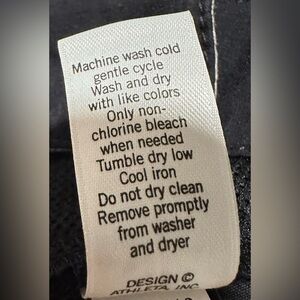 Machine wash cold
gentle cycle
Wash and dry
with like colors
Only non-
chlorine bleach
when needed
Tumble dry low
Cool iron
Do not dry clean
Remove promptly
from washer
and dryer
DESIGN ©
ATHLETA, INC.